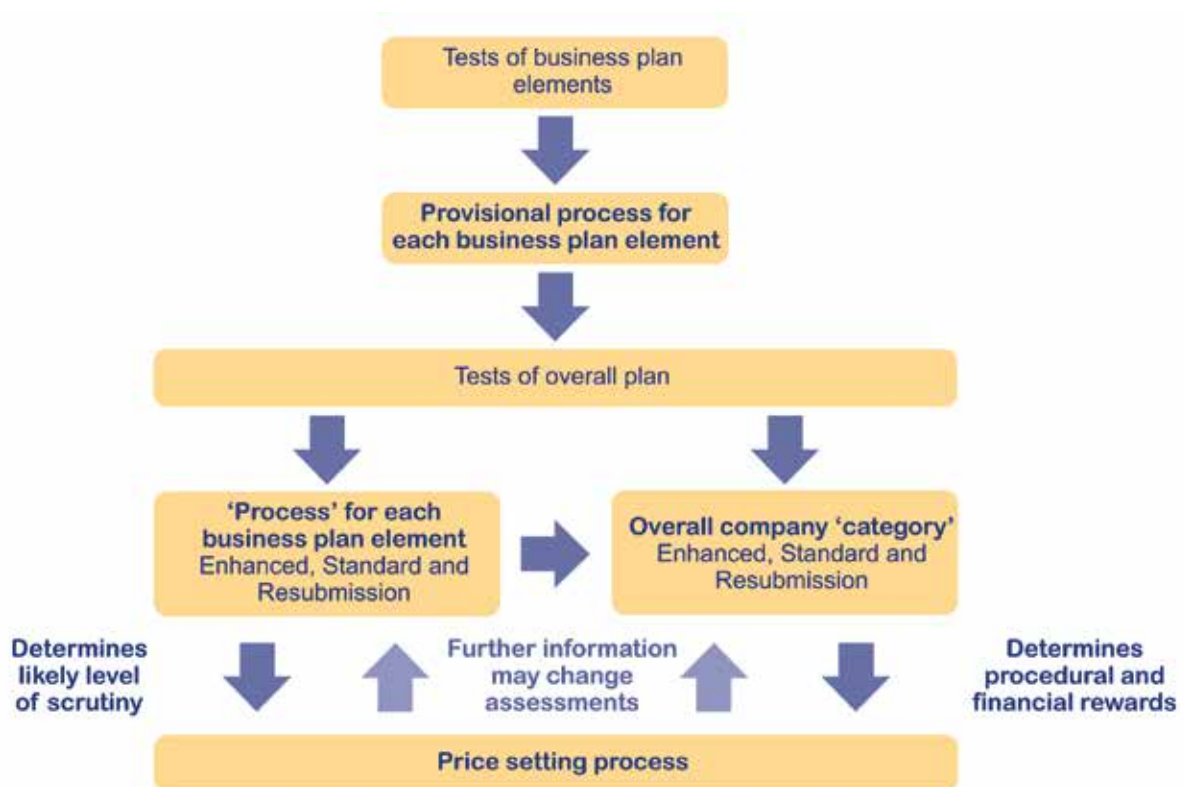 Tests of business plan
elements
Provisional process for
each business plan element
Tests of overall plan
‘Process’ for each
business plan element
Enhanced, Standard and
Resubmission
Overall company ‘category’
Enhanced, Standard and
Resubmission
Determines
likely level
of scrutiny
Further information
may change
assessments
Determines
procedural and
financial rewards
Price setting process